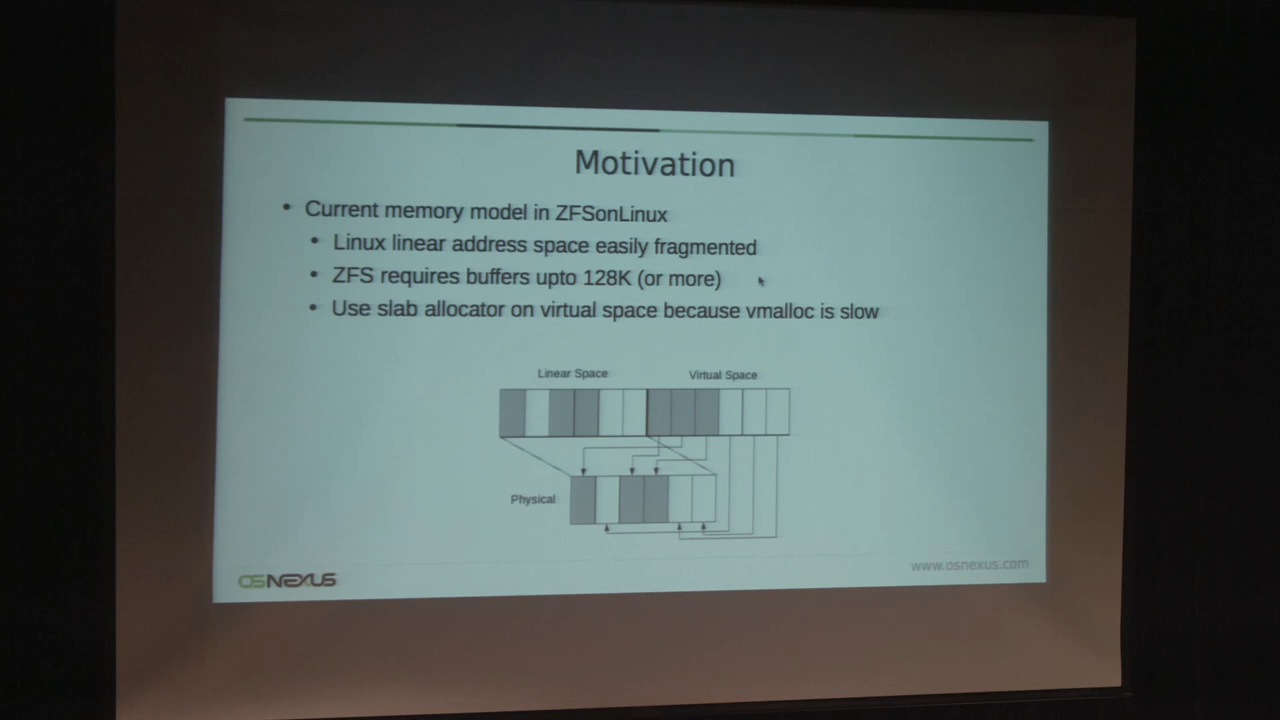 Motivation
• Current memory model in ZFSonLinux
• Linux linear address space easily fragmented
• ZFS requires buffers upto 128K (or more)
• Use slab allocator on virtual space because vmalloc is slow
Linear Space Virtual Space
Physical
OSNEXUS
www.osnexus.com